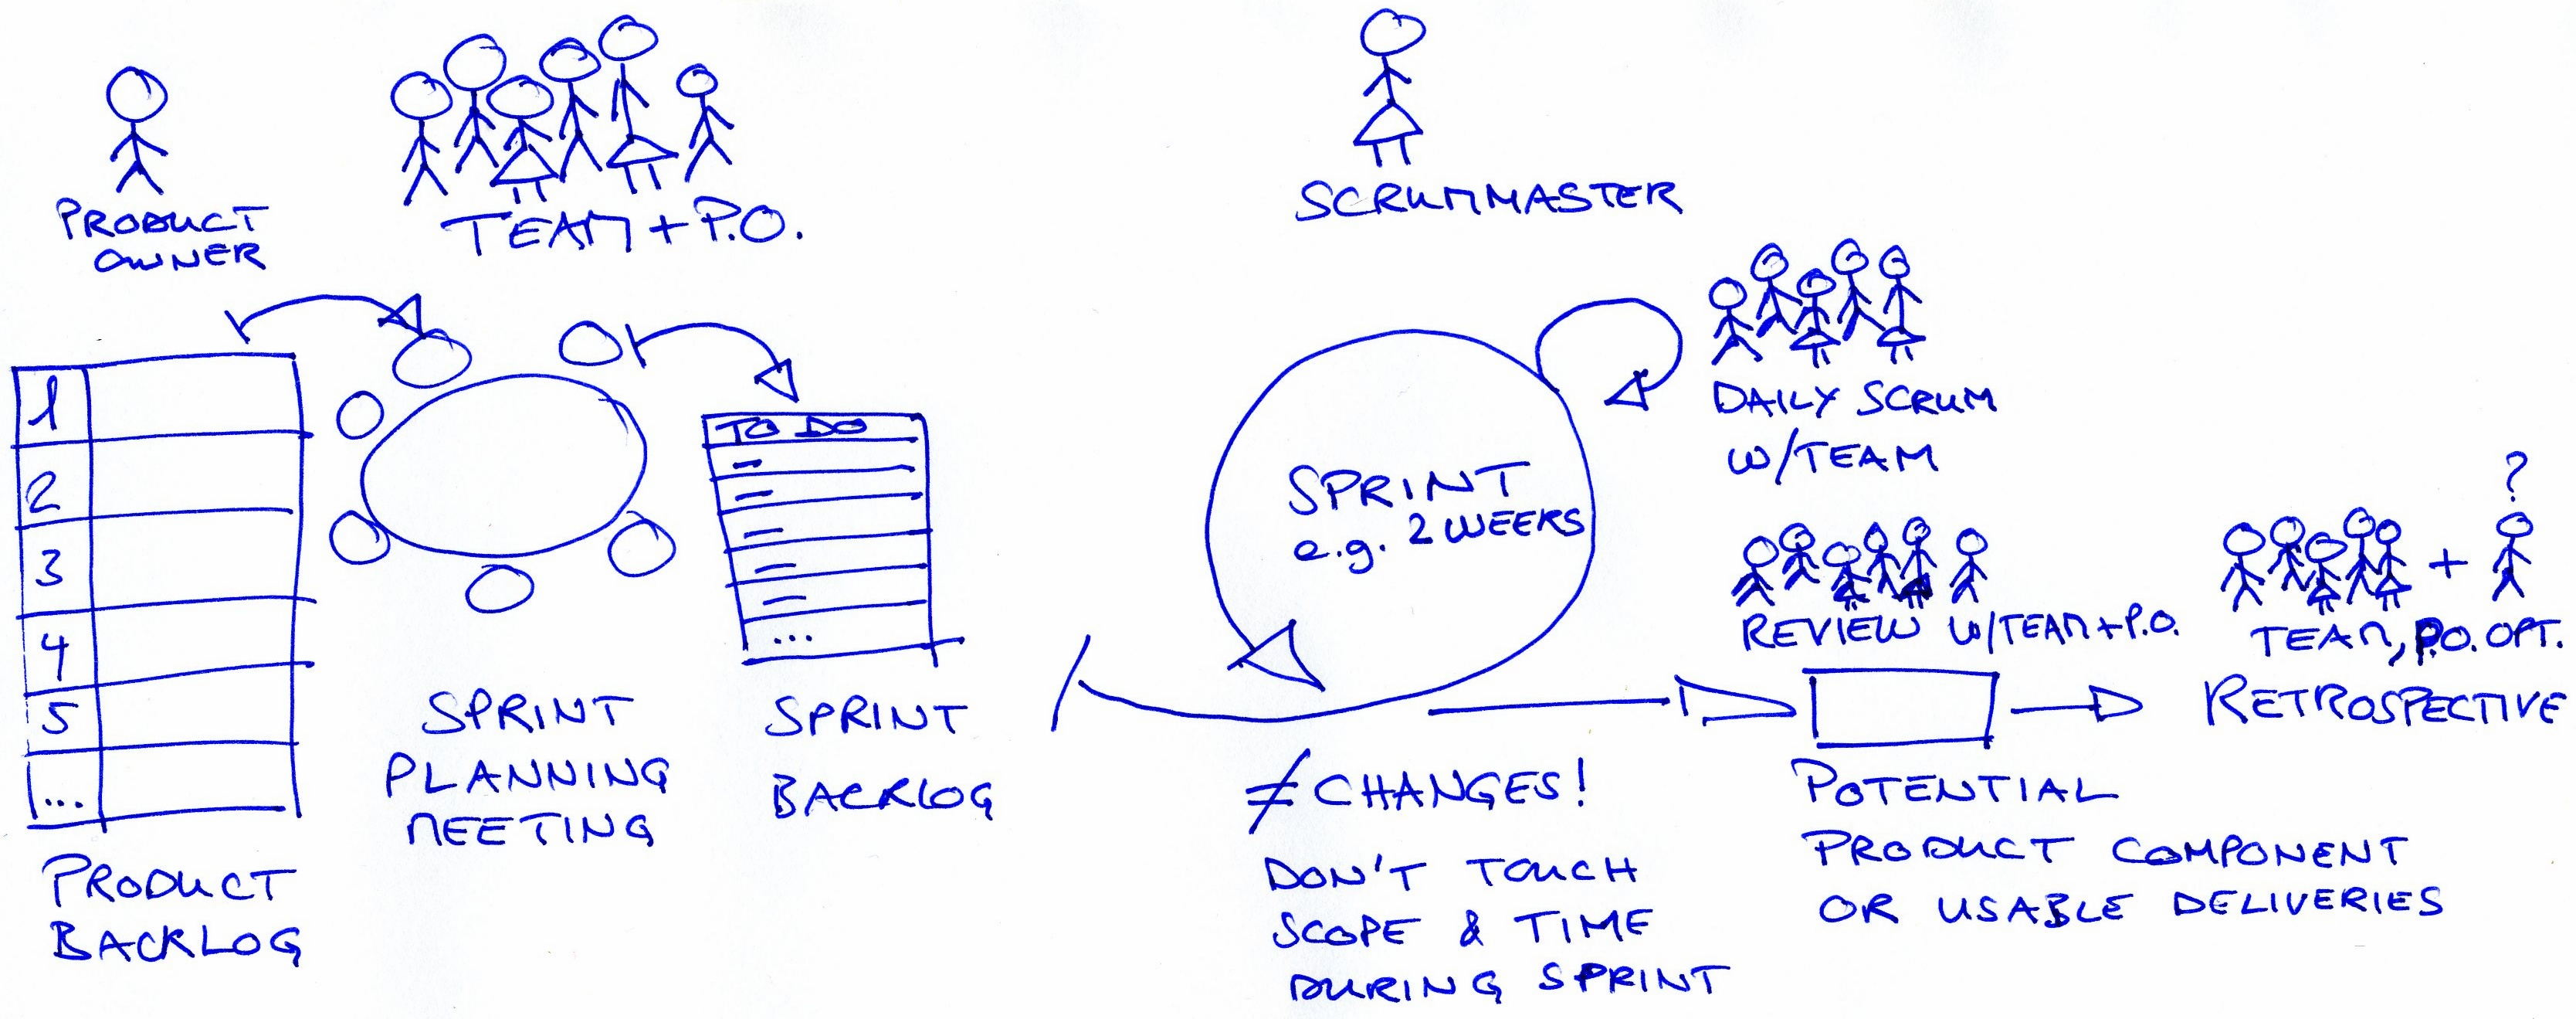 PRODUCT
OWNER
TEAM + P.O.
SCRUMMASTER
1
2
3
4
5
...
PRODUCT
BACKLOG
SPRINT
PLANNING
MEETING
TO DO
...
SPRINT
BACKLOG
SPRINT
e.g. 2 WEEKS
DAILY SCRUM
W/TEAM
REVIEW W/TEAM+P.O.
?
+
TEAM, P.O. OPT.
RETROSPECTIVE
≠ CHANGES!
DON'T TOUCH
SCOPE & TIME
DURING SPRINT
POTENTIAL
PRODUCT COMPONENT
OR USABLE DELIVERIES